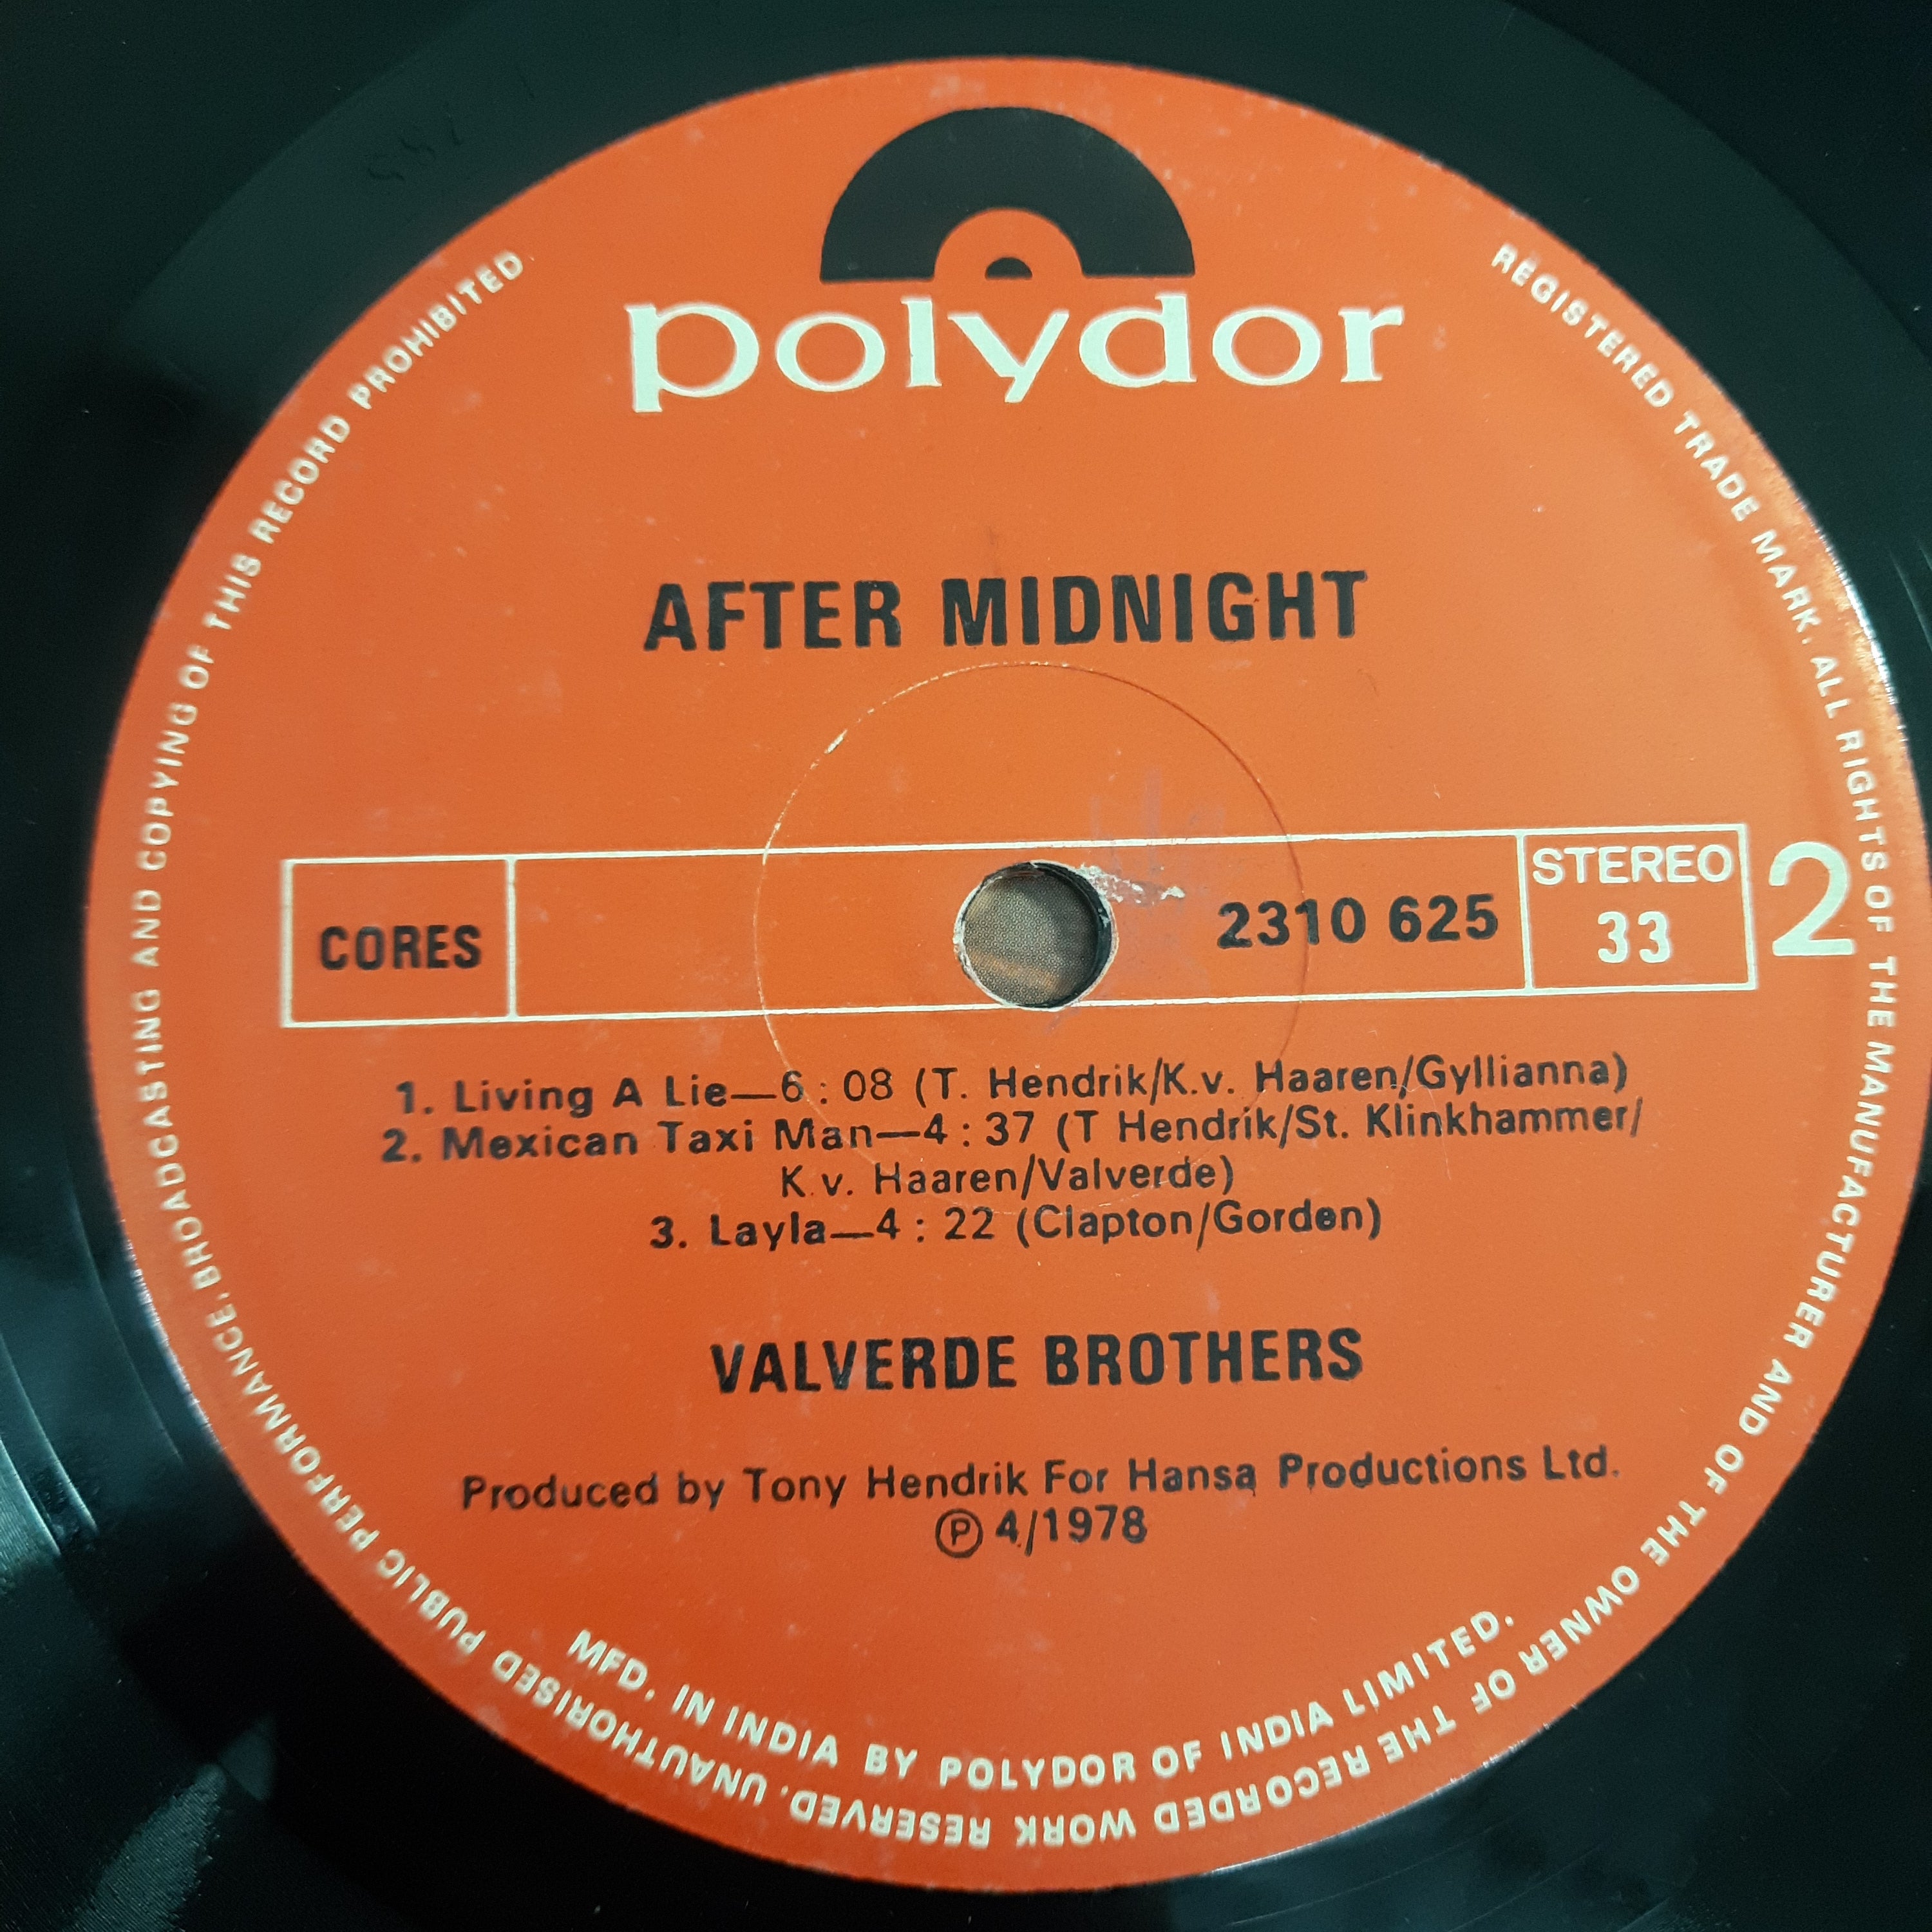 polydor
AFTER MIDNIGHT
CORES
2310 625
STEREO
33
2
1. Living A Lie—6 : 08 (T. Hendrik/K.v. Haaren/Gyllianna)
2. Mexican Taxi Man—4 : 37 (T Hendrik/St. Klinkhammer/
K.v. Haaren/Valverde)
3. Layla—4 : 22 (Clapton/Gorden)
VALVERDE BROTHERS
Produced by Tony Hendrik For Hansa Productions Ltd.
Ⓟ 4/1978
MFD. IN INDIA BY POLYDOR OF INDIA LIMITED.
REGISTERED TRADE MARK. ALL RIGHTS OF THE MANUFACTURER AND OF THE OWNER OF THE RECORDED WORK RESERVED. UNAUTHORISED PUBLIC PERFORMANCE, BROADCASTING AND COPYING OF THIS RECORD PROHIBITED